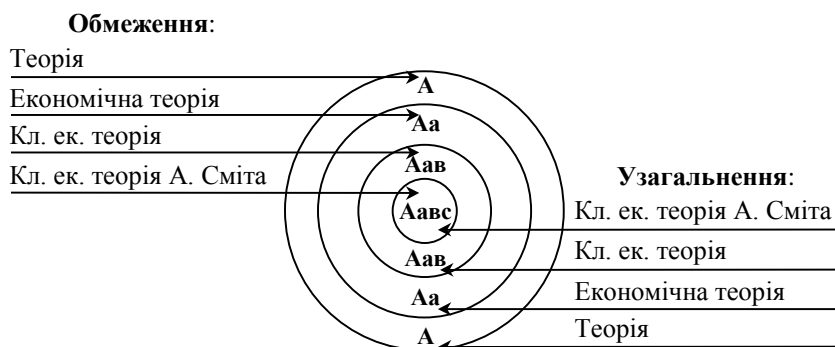 Обмеження:
Теорія
Економічна теорія
Кл. ек. теорія
Кл. ек. теорія А. Сміта
А
Аа
Аав
Аавс
Аав
Аа
А
Узагальнення:
Кл. ек. теорія А. Сміта
Кл. ек. теорія
Економічна теорія
Теорія